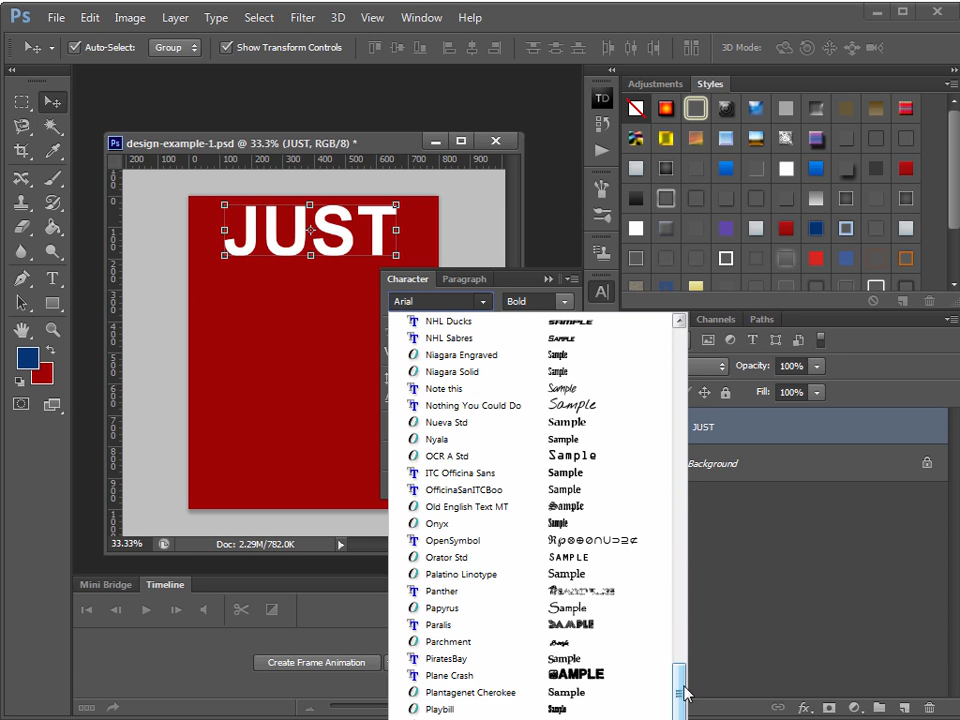 Ps File Edit Image Layer Type Select Filter 3D View Window Help
Auto-Select: Group Show Transform Controls 3D Mode:
Adjustments Styles
TD
Ps design-example-1.psd @ 33.3% (JUST, RGB/8) *
200 100 0 100 200 300 400 500 600 700 800 900
JUST
Character Paragraph
Arial Bold
NHL Ducks SAMPLE
NHL Sabres SAMPLE
Niagara Engraved Sample
Niagara Solid Sample
Note this Sample
Nothing You Could Do Sample
Nueva Std Sample
Nyala Sample
OCR A Std Sample
ITC Officina Sans Sample
OfficinaSanITCBoo Sample
Old English Text MT Sample
Onyx Sample
OpenSymbol
Orator Std SAMPLE
Palatino Linotype Sample
Panther
Papyrus Sample
Paralis SAMPLE
Parchment
PiratesBay Sample
Plane Crash SAMPLE
Plantagenet Cherokee Sample
Playbill Sample
Channels Paths
Opacity: 100%
Fill: 100%
JUST
Background
fx
33.33% Doc: 2.29M/782.0K
Mini Bridge Timeline
Create Frame Animation